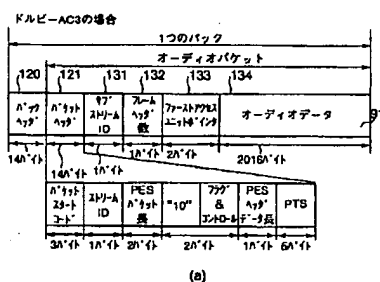 ドルビーAC3の場合
1つのパック
オーディオパケット
120 121 131 132 133 134
パックヘッダ
パケットヘッダ
サブストリームID
フレームヘッダ数
ファーストアクセスユニットポインタ
オーディオデータ
91
14バイト
14バイト
1バイト
1バイト
2バイト
2016バイト
パケットスタートコード
ストリームID
PESパケット長
"10"
フラグ&コントロール
PESヘッダデータ長
PTS
3バイト
1バイト
2バイト
2バイト
1バイト
5バイト
(a)